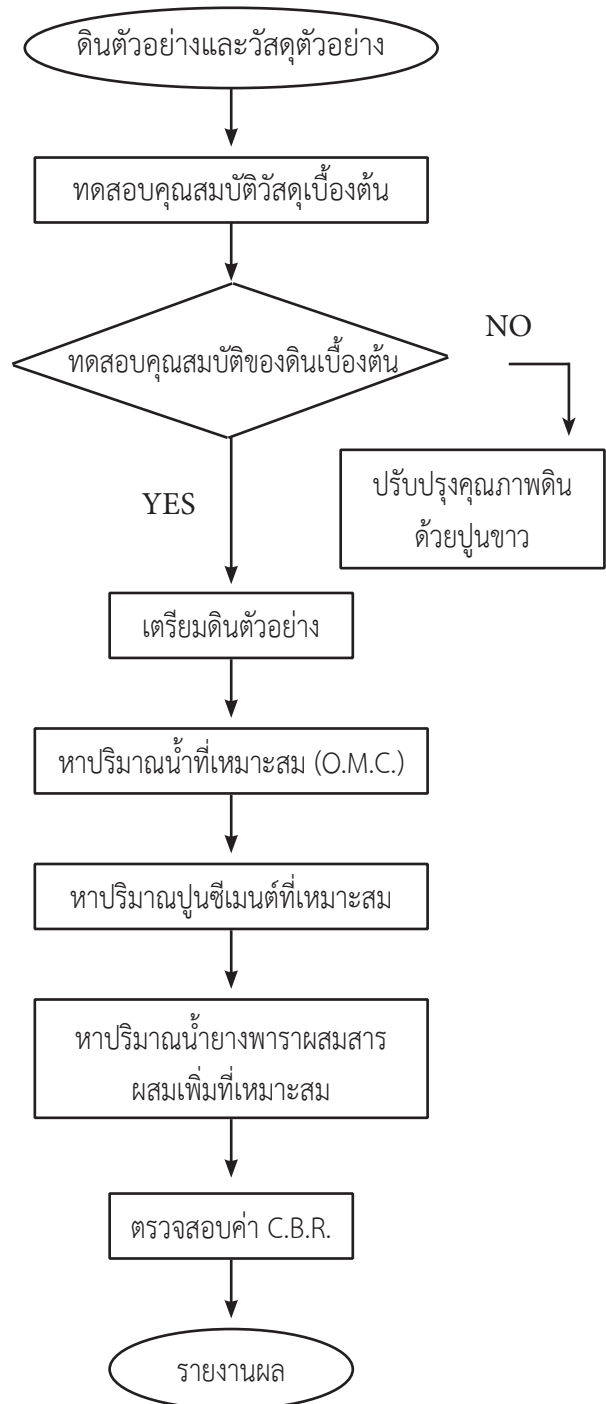 ดินตัวอย่างและวัสดุตัวอย่าง
ทดสอบคุณสมบัติวัสดุเบื้องต้น
ทดสอบคุณสมบัติของดินเบื้องต้น
NO
ปรับปรุงคุณภาพดิน
ด้วยปูนขาว
YES
เตรียมดินตัวอย่าง
หาปริมาณน้ำที่เหมาะสม (O.M.C.)
หาปริมาณปูนซีเมนต์ที่เหมาะสม
หาปริมาณน้ำยางพาราผสมสาร
ผสมเพิ่มที่เหมาะสม
ตรวจสอบค่า C.B.R.
รายงานผล